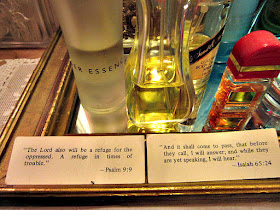 ER ESSEN
"The Lord also will be a refuge for the
oppressed. A refuge in times of
trouble."
—Psalm 9:9
"And it shall come to pass, that before
they call, I will answer; and while they
are yet speaking, I will hear."
—Isaiah 65:24